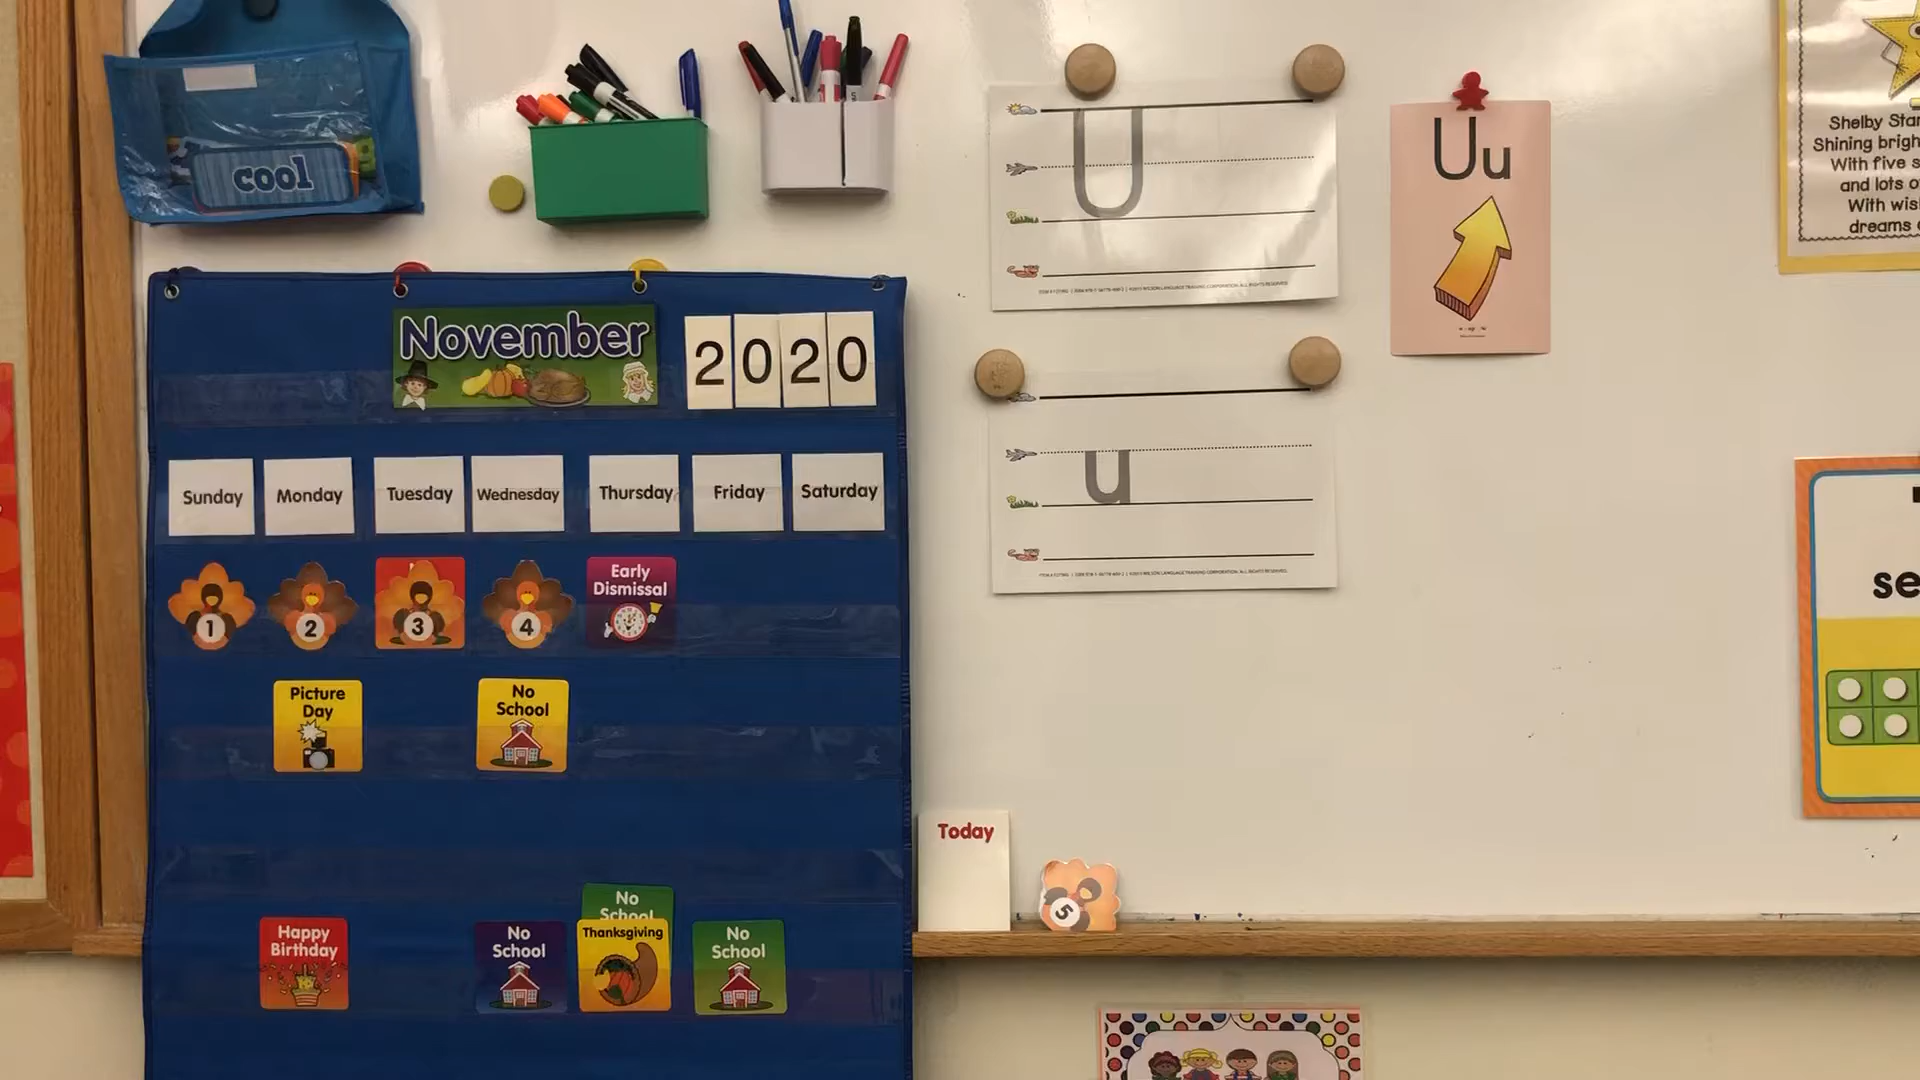 cool
November
2020
Sunday Monday Tuesday Wednesday Thursday Friday Saturday
1 2 3 4
Early
Dismissal
Picture
Day
No
School
Happy
Birthday
No
School
No
School
Thanksgiving
No
School
U
u
Uu
Today
5
Shelby Star
Shining brigh
With five s
and lots o
With wis
dreams
se